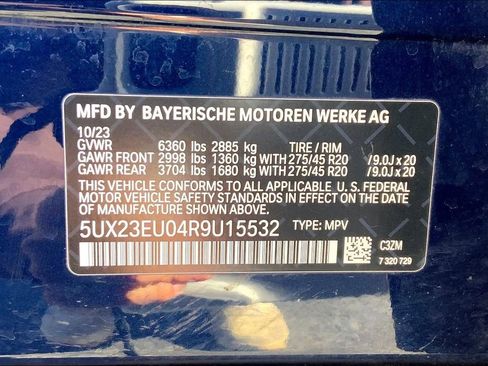 MFD BY BAYERISCHE MOTOREN WERKE AG
10/23
GVWR 6360 lbs 2885 kg TIRE / RIM
GAWR FRONT 2998 lbs 1360 kg WITH 275/45 R20 /9.0J x 20
GAWR REAR 3704 lbs 1680 kg WITH 275/45 R20 /9.0J x 20
THIS VEHICLE CONFORMS TO ALL APPLICABLE U. S. FEDERAL
MOTOR VEHICLE SAFETY STANDARDS IN EFFECT ON THE DATE
OF MANUFACTURE SHOWN ABOVE.
5UX23EU04R9U15532 TYPE: MPV
C3ZM
7 320 729